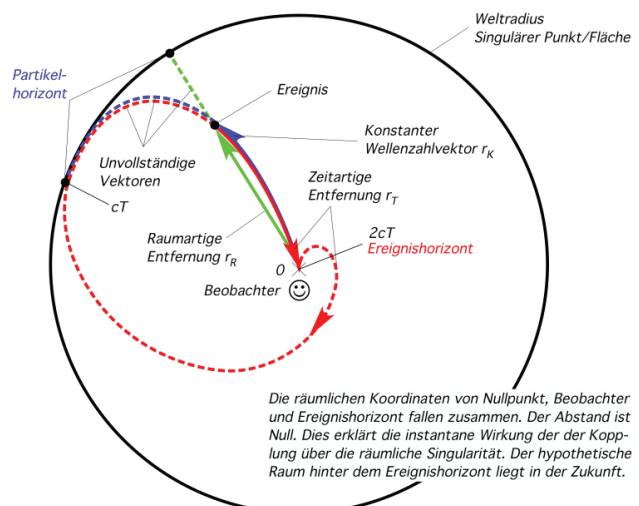 Weltradius
Singulärer Punkt/Fläche
Partikel-
horizont
Ereignis
Konstanter
Wellenzahlvektor rK
Unvollständige
Vektoren
Zeitartige
Entfernung rT
cT
Raumartige
Entfernung rR
2cT
Ereignishorizont
0
Beobachter
Die räumlichen Koordinaten von Nullpunkt, Beobachter
und Ereignishorizont fallen zusammen. Der Abstand ist
Null. Dies erklärt die instantane Wirkung der der Kopp-
lung über die räumliche Singularität. Der hypothetische
Raum hinter dem Ereignishorizont liegt in der Zukunft.